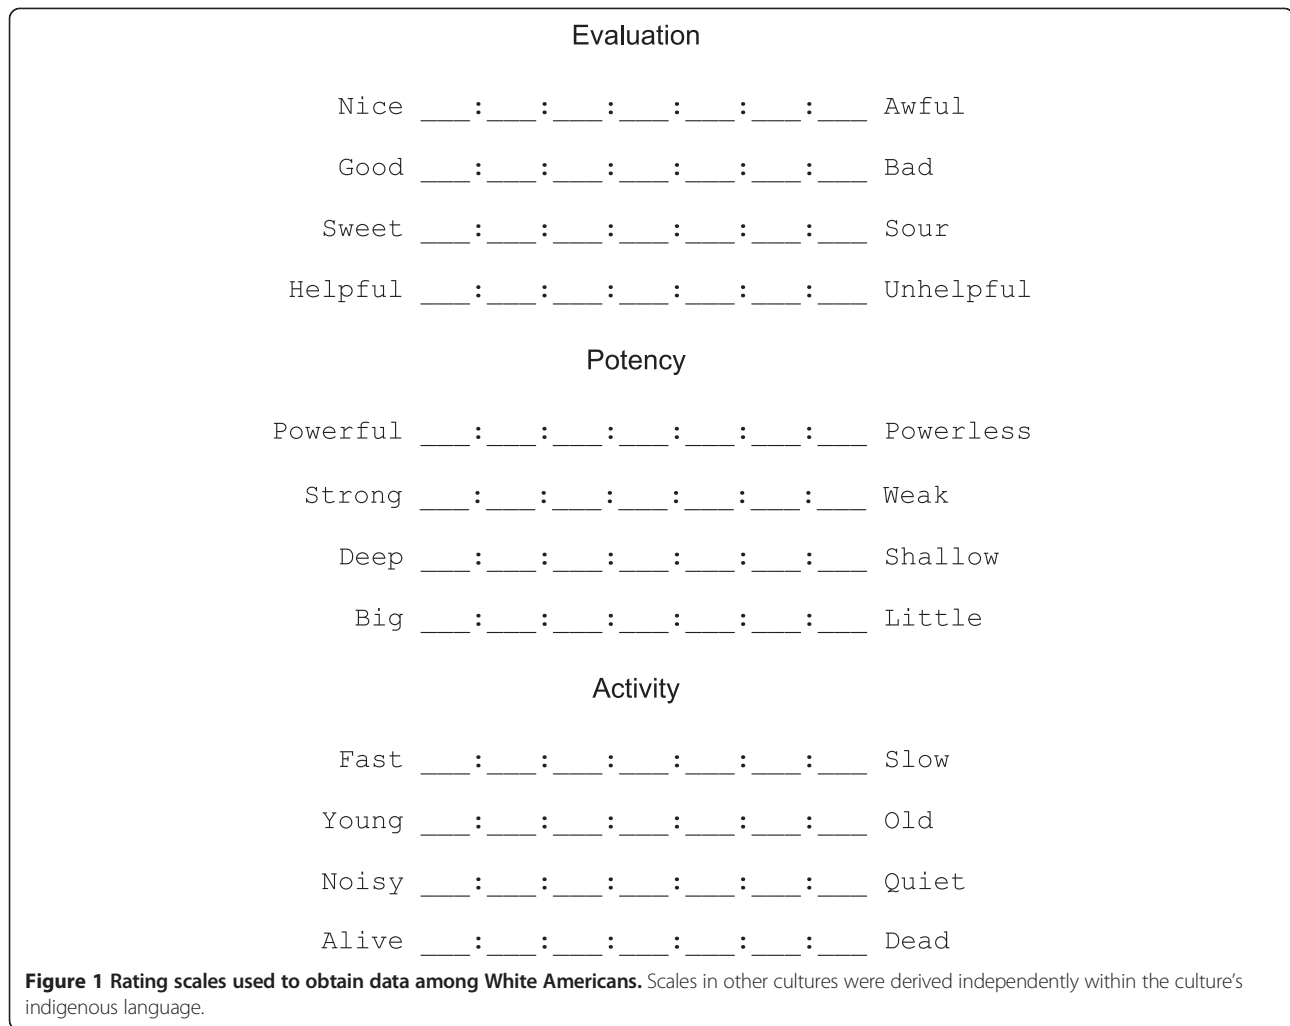 Evaluation
Nice ___:___:___:___:___:___:___ Awful
Good ___:___:___:___:___:___:___ Bad
Sweet ___:___:___:___:___:___:___ Sour
Helpful ___:___:___:___:___:___:___ Unhelpful
Potency
Powerful ___:___:___:___:___:___:___ Powerless
Strong ___:___:___:___:___:___:___ Weak
Deep ___:___:___:___:___:___:___ Shallow
Big ___:___:___:___:___:___:___ Little
Activity
Fast ___:___:___:___:___:___:___ Slow
Young ___:___:___:___:___:___:___ Old
Noisy ___:___:___:___:___:___:___ Quiet
Alive ___:___:___:___:___:___:___ Dead
Figure 1 Rating scales used to obtain data among White Americans. Scales in other cultures were derived independently within the culture's
indigenous language.